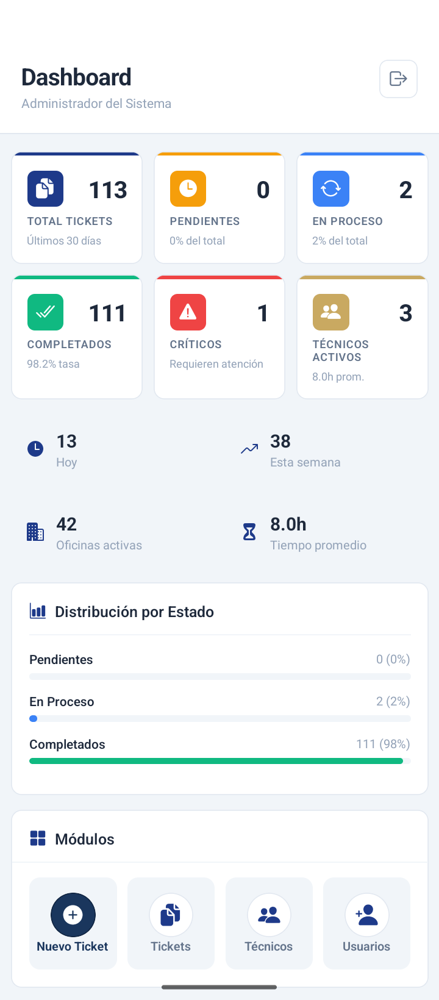 Dashboard
Administrador del Sistema
113
TOTAL TICKETS
Últimos 30 días
0
PENDIENTES
0% del total
2
EN PROCESO
2% del total
111
COMPLETADOS
98.2% tasa
1
CRÍTICOS
Requieren atención
3
TÉCNICOS
ACTIVOS
8.0h prom.
13
Hoy
38
Esta semana
42
Oficinas activas
8.0h
Tiempo promedio
Distribución por Estado
Pendientes 0 (0%)
En Proceso 2 (2%)
Completados 111 (98%)
Módulos
Nuevo Ticket
Tickets
Técnicos
Usuarios